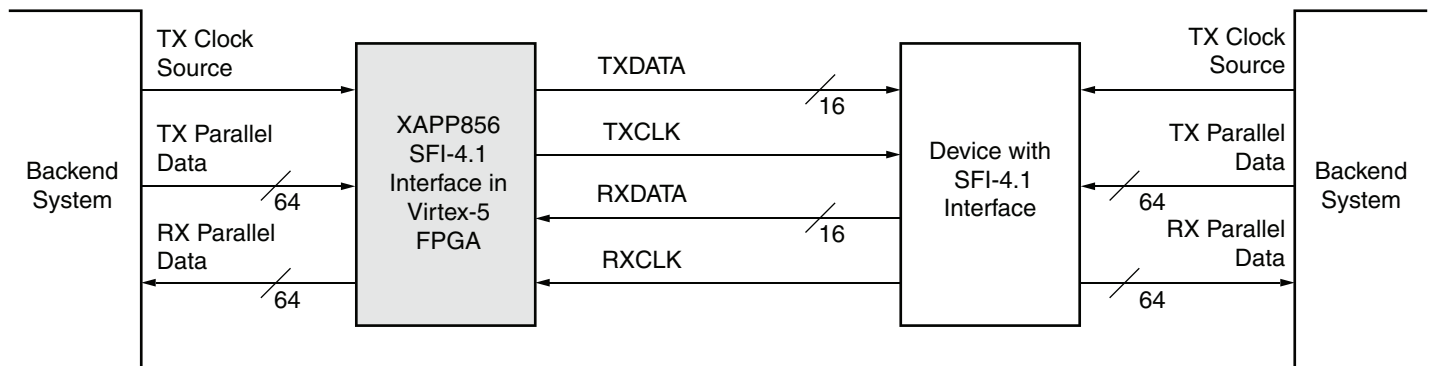 Backend
System
TX Clock
Source
TX Parallel
Data
64
RX Parallel
Data
64
XAPP856
SFI-4.1
Interface in
Virtex-5
FPGA
TXDATA
16
TXCLK
RXDATA
16
RXCLK
Device with
SFI-4.1
Interface
TX Clock
Source
TX Parallel
Data
64
RX Parallel
Data
64
Backend
System